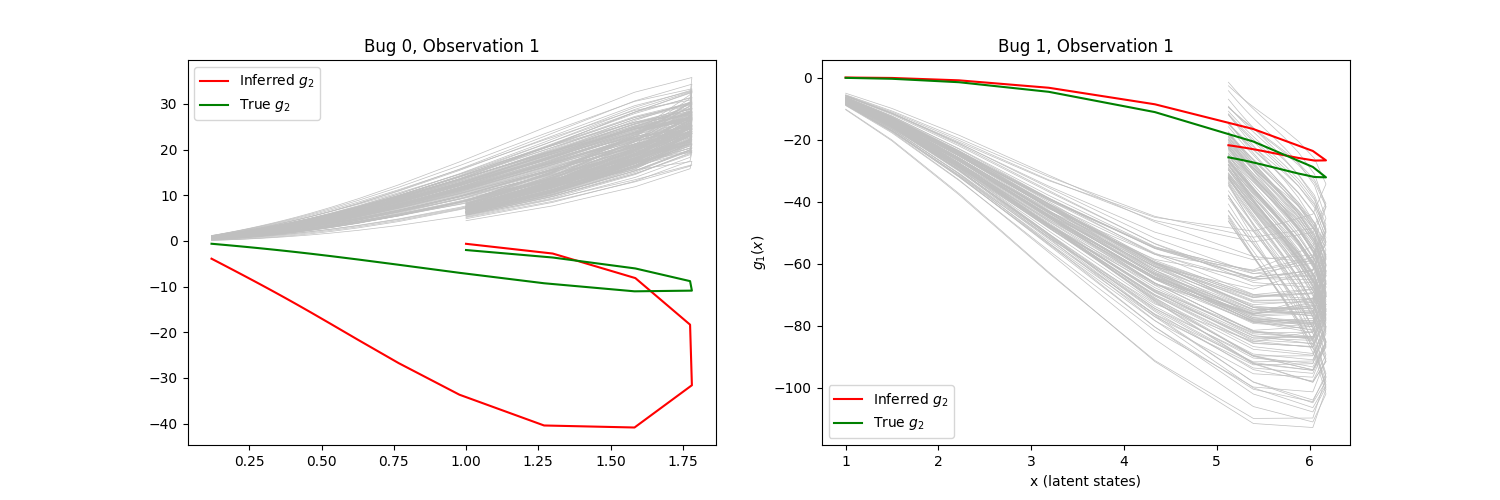 Bug 0, Observation 1
Inferred g₂
True g₂
30
20
10
0
−10
−20
−30
−40
0.25 0.50 0.75 1.00 1.25 1.50 1.75
Bug 1, Observation 1
0
−20
−40
−60
−80
−100
g₁(x)
Inferred g₂
True g₂
1 2 3 4 5 6
x (latent states)